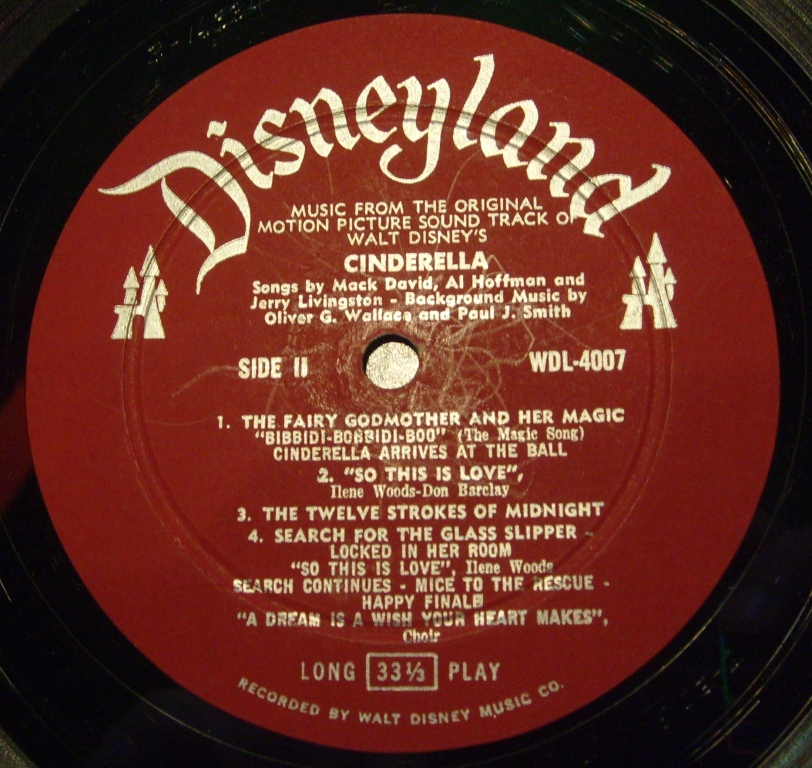 Disneyland
MUSIC FROM THE ORIGINAL
MOTION PICTURE SOUND TRACK OF
WALT DISNEY'S
CINDERELLA
Songs by Mack David, Al Hoffman and
Jerry Livingston - Background Music by
Oliver G. Wallace and Paul J. Smith
SIDE II WDL-4007
1. THE FAIRY GODMOTHER AND HER MAGIC
"BIBBIDI-BOBBIDI-BOO" (The Magic Song)
CINDERELLA ARRIVES AT THE BALL
2. "SO THIS IS LOVE",
Ilene Woods-Don Barclay
3. THE TWELVE STROKES OF MIDNIGHT
4. SEARCH FOR THE GLASS SLIPPER -
LOCKED IN HER ROOM
"SO THIS IS LOVE", Ilene Woods
SEARCH CONTINUES - MICE TO THE RESCUE -
HAPPY FINALE
"A DREAM IS A WISH YOUR HEART MAKES",
Choir
LONG 33⅓ PLAY
RECORDED BY WALT DISNEY MUSIC CO.